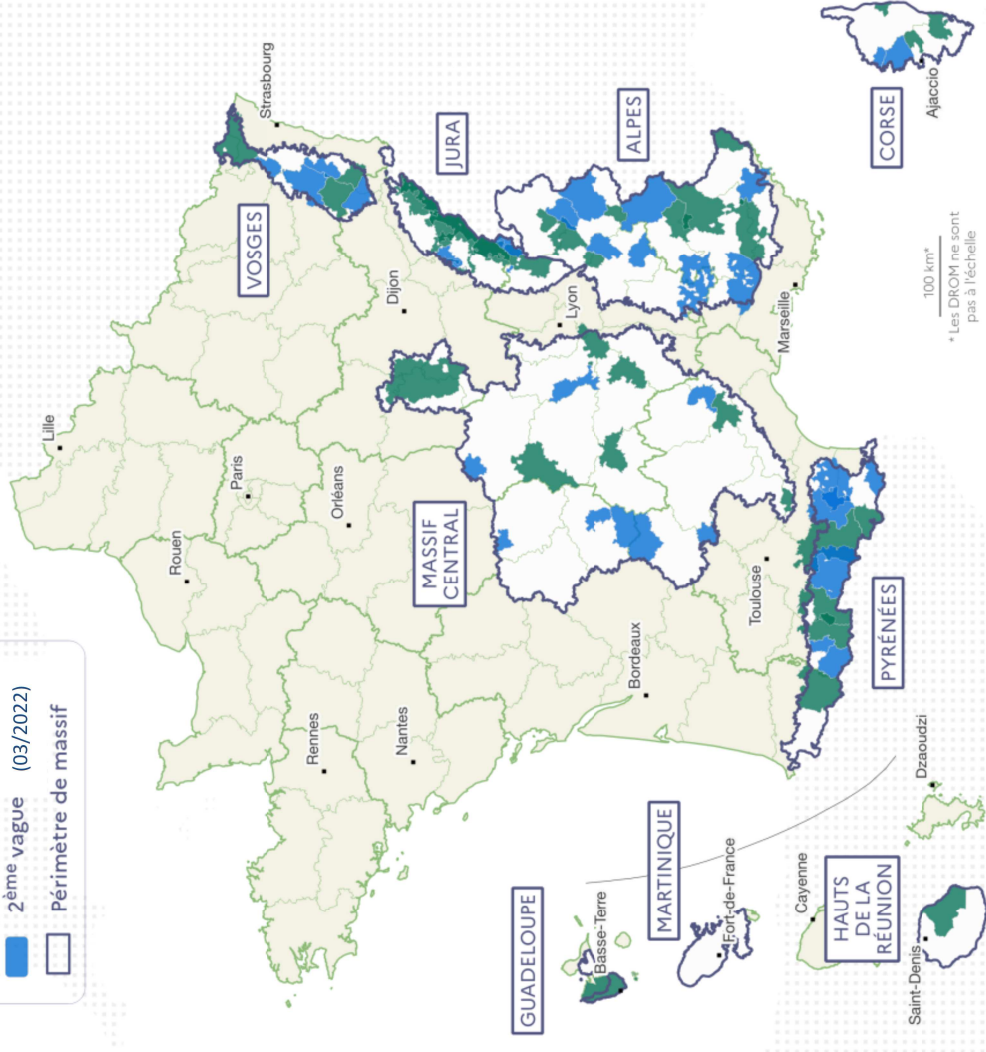 2ème vague (03/2022)
Périmètre de massif
Lille
Rouen
Paris
Strasbourg
VOSGES
Rennes
Orléans
Nantes
Dijon
JURA
MASSIF
CENTRAL
Lyon
ALPES
Bordeaux
Toulouse
Marseille
PYRÉNÉES
CORSE
Ajaccio
GUADELOUPE
Basse-Terre
MARTINIQUE
Fort-de-France
Cayenne
HAUTS
DE LA
RÉUNION
Saint-Denis
Dzaoudzi
100 km*
* Les DROM ne sont
pas à l'échelle